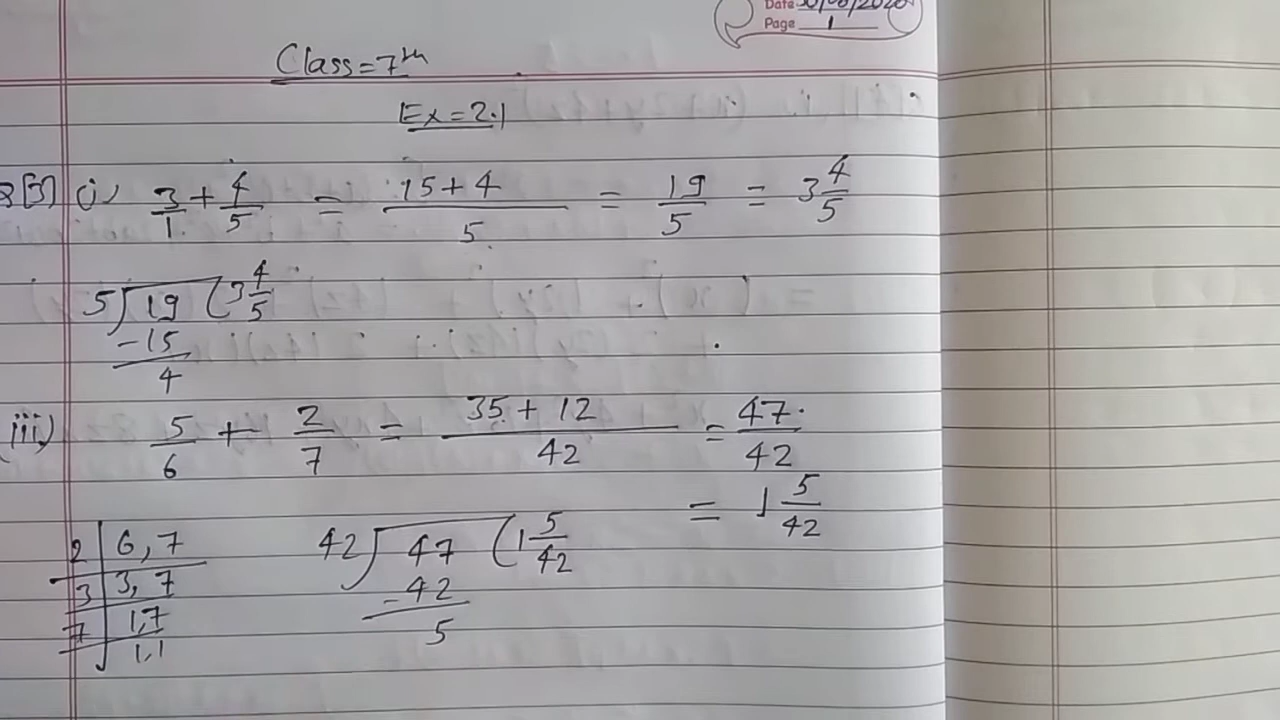 Date
Page 1
Class=7th
Ex=2.1
(i) 3/1 + 4/5 = 15+4/5 = 19/5 = 3 4/5
5) 19 (3 4/5
-15
4
(iii) 5/6 + 2/7 = 35+12/42 = 47/42
= 1 5/42
2 | 6, 7
3 | 3, 7
7 | 1, 7
1, 1
42) 47 (1 5/42
-42
5